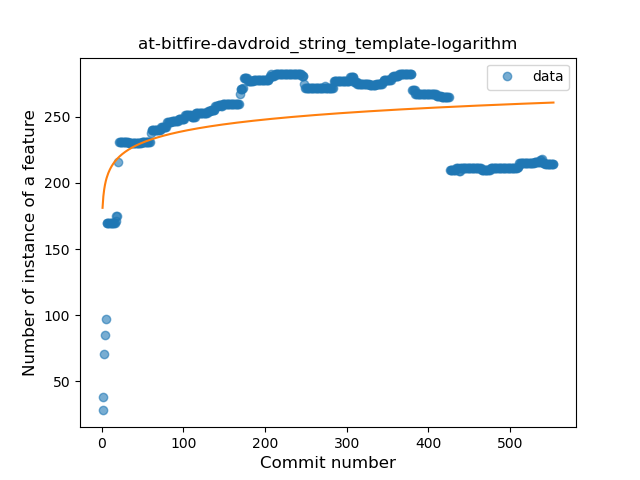 at-bitfire-davdroid_string_template-logarithm
data
Number of instance of a feature
250
200
150
100
50
0 100 200 300 400 500
Commit number